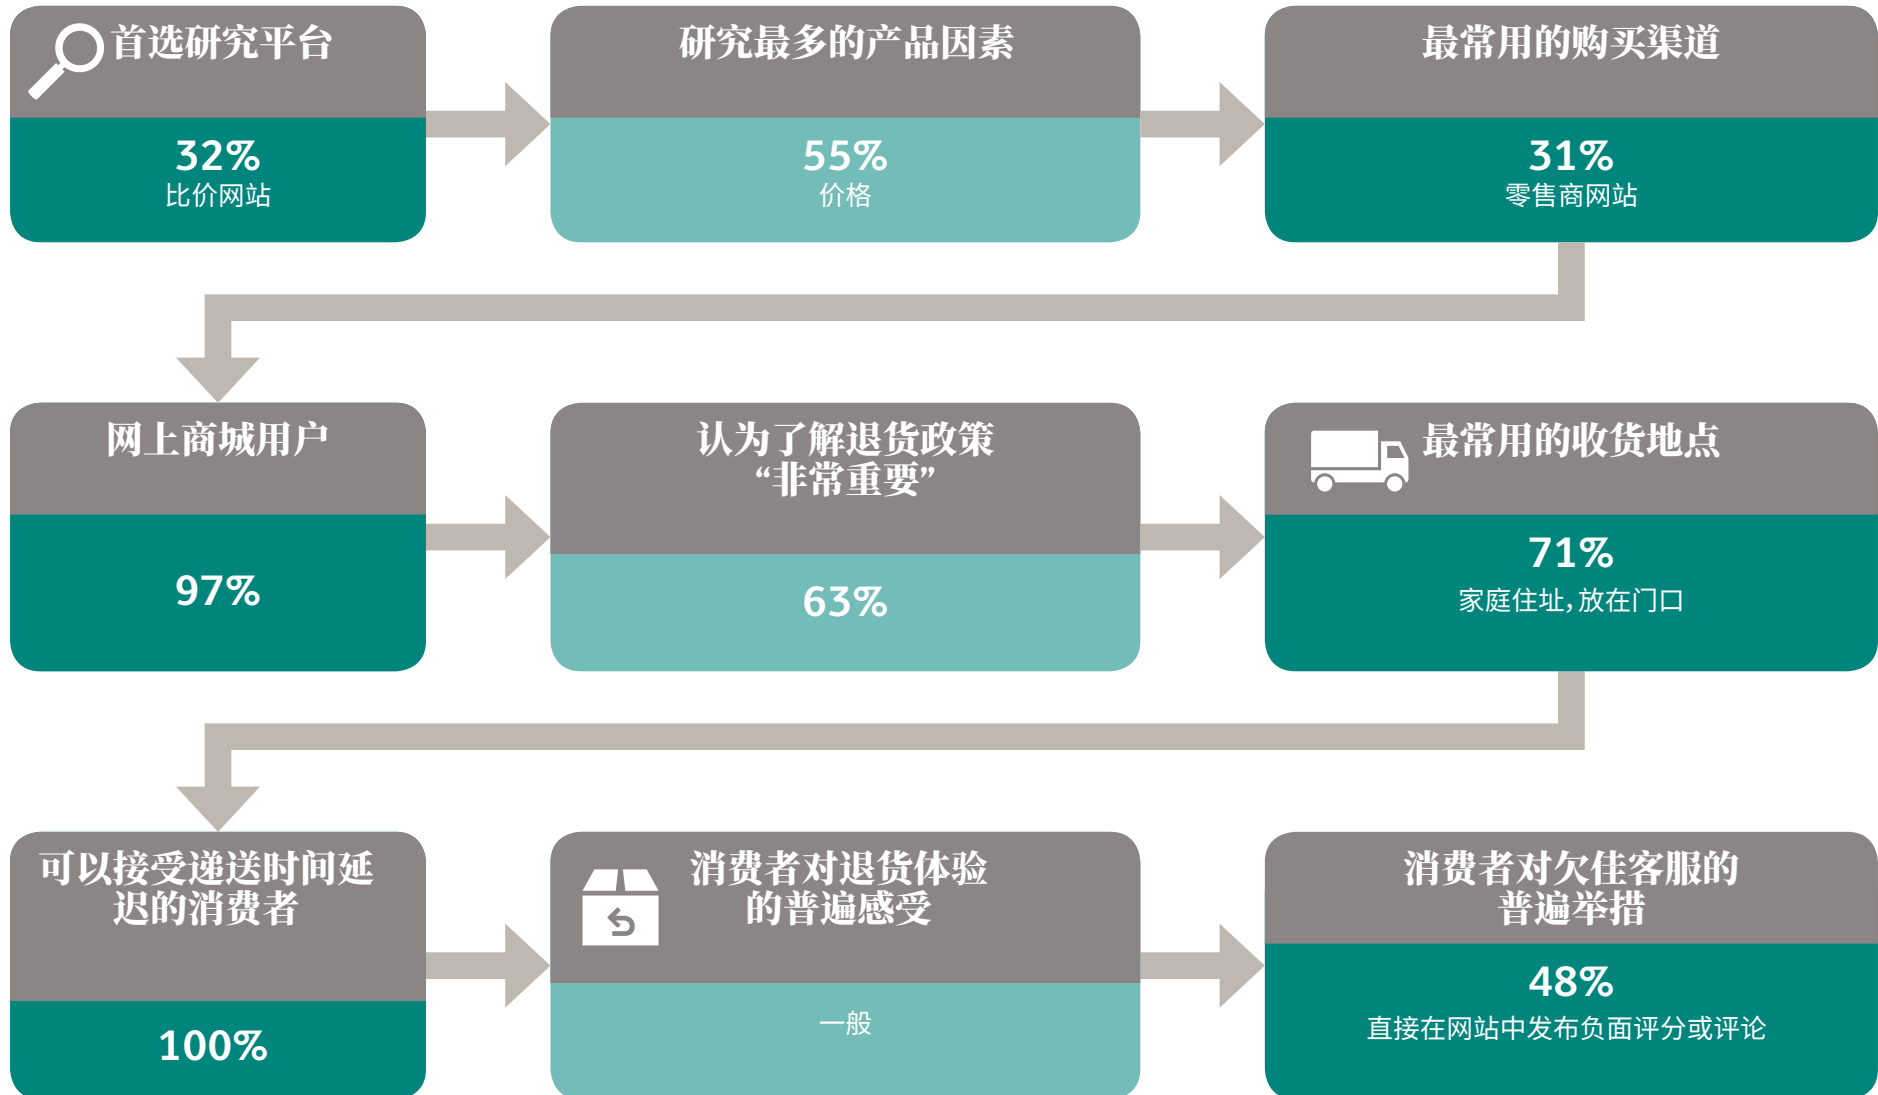 首选研究平台
32%
比价网站
研究最多的产品因素
55%
价格
最常用的购买渠道
31%
零售商网站
网上商城用户
97%
认为了解退货政策
“非常重要”
63%
最常用的收货地点
71%
家庭住址，放在门口
可以接受递送时间延
迟的消费者
100%
消费者对退货体验
的普遍感受
一般
消费者对欠佳客服的
普遍举措
48%
直接在网站中发布负面评分或评论